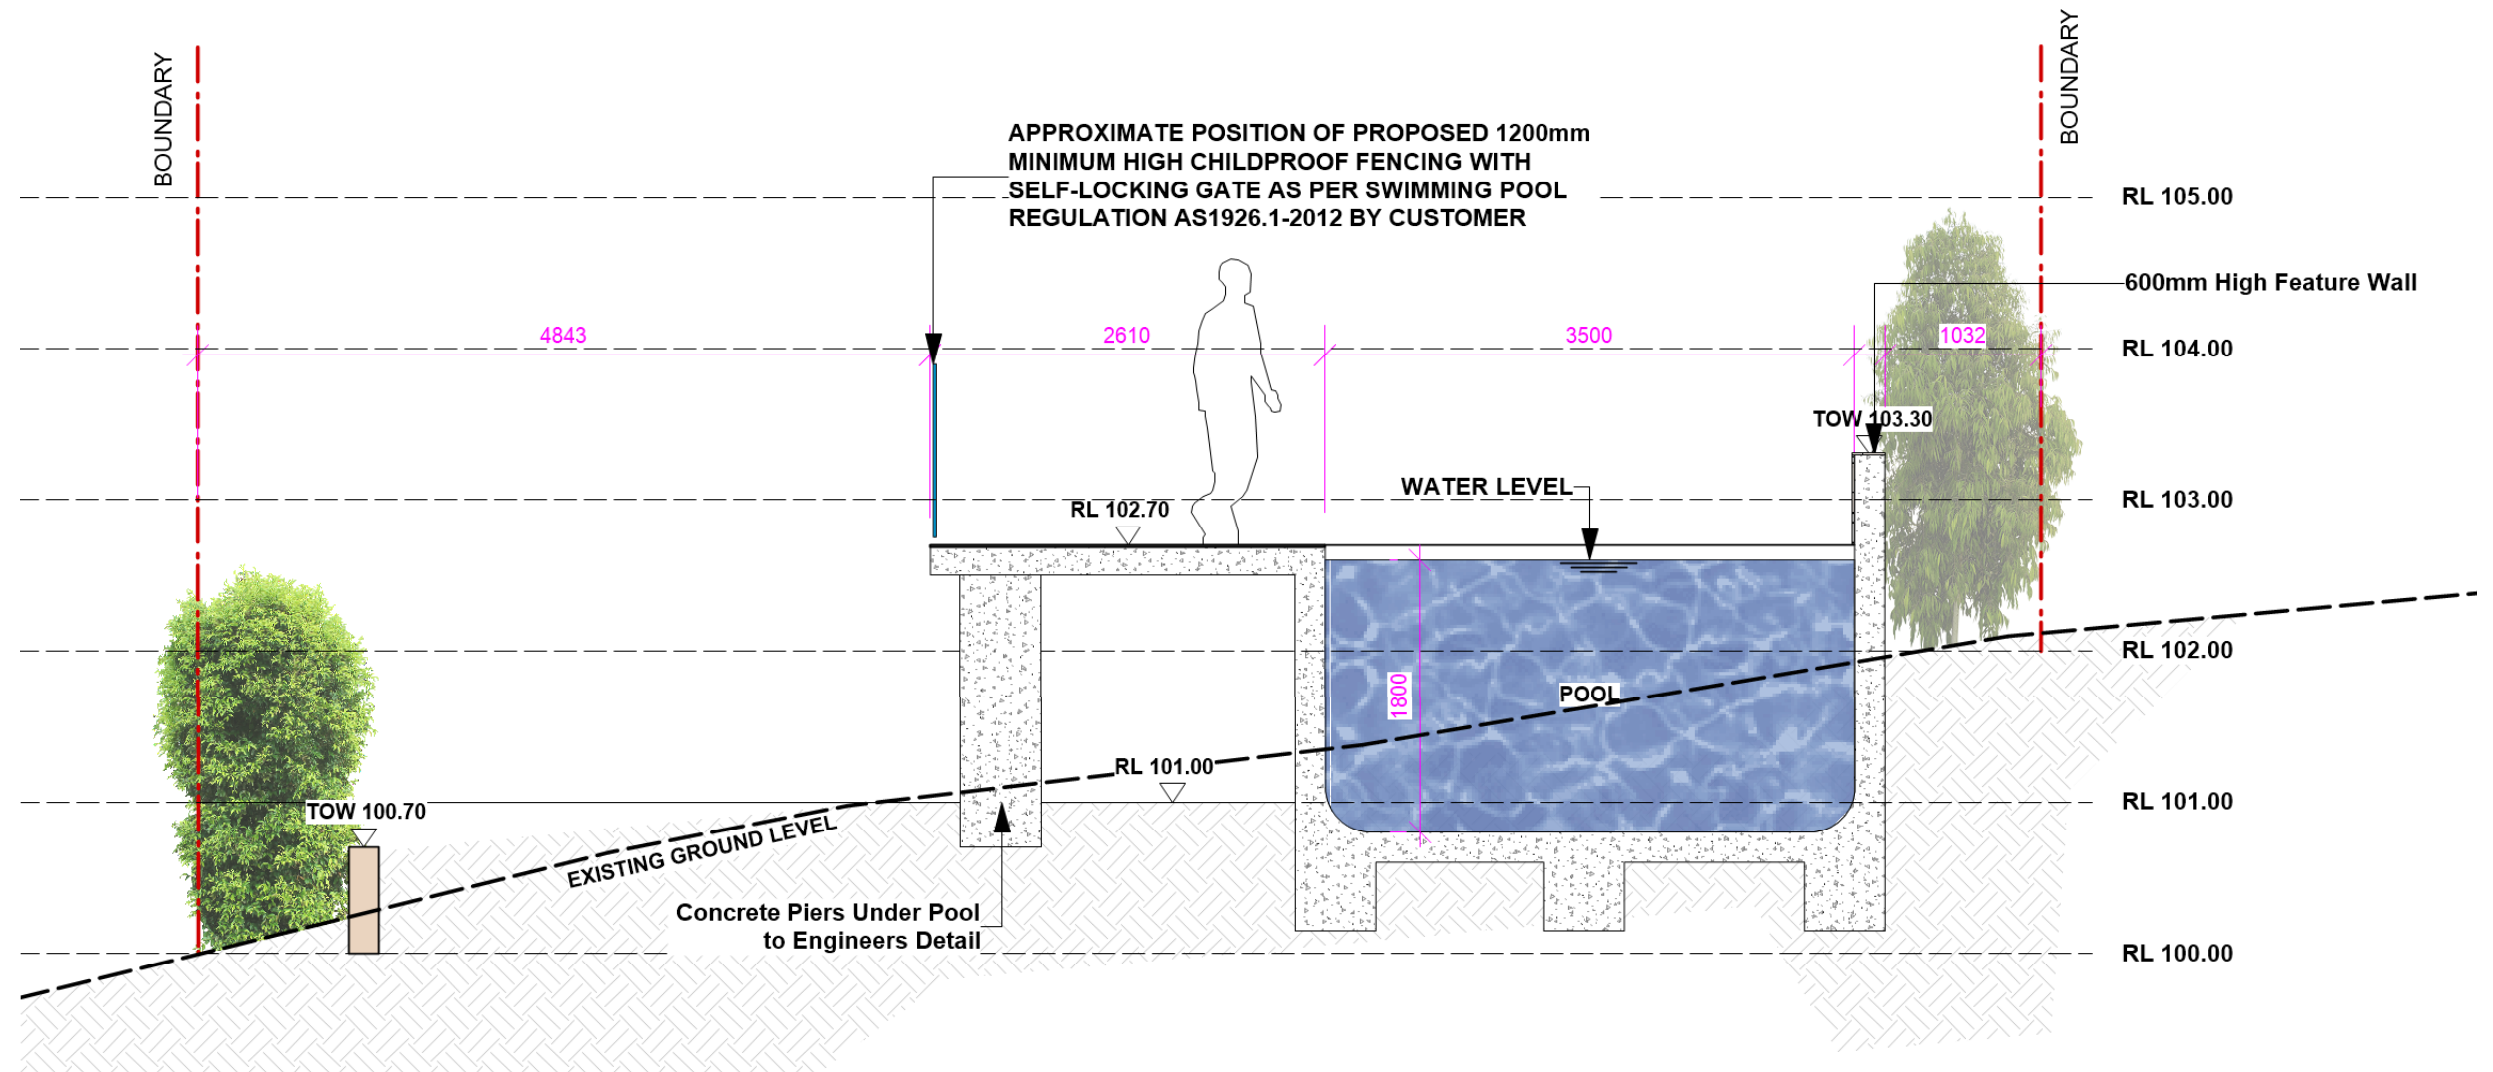 BOUNDARY
BOUNDARY
APPROXIMATE POSITION OF PROPOSED 1200mm
MINIMUM HIGH CHILDPROOF FENCING WITH
SELF-LOCKING GATE AS PER SWIMMING POOL
REGULATION AS1926.1-2012 BY CUSTOMER
RL 105.00
600mm High Feature Wall
4843
2610
3500
1032
RL 104.00
TOW 103.30
WATER LEVEL
RL 103.00
RL 102.70
RL 102.00
1800
POOL
RL 101.00
RL 101.00
TOW 100.70
EXISTING GROUND LEVEL
Concrete Piers Under Pool
to Engineers Detail
RL 100.00